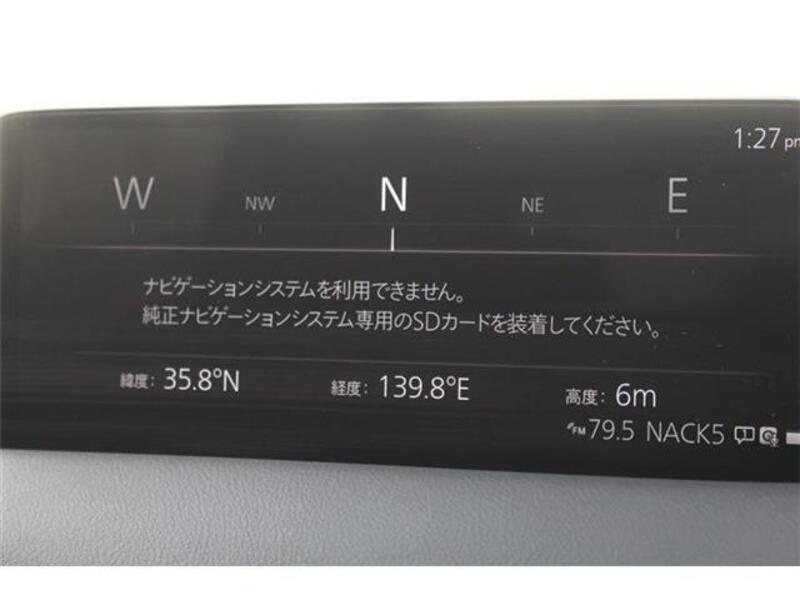 1:27 pm
W NW N NE E
ナビゲーションシステムを利用できません。
純正ナビゲーションシステム専用のSDカードを装着してください。
緯度: 35.8°N 経度: 139.8°E 高度: 6m
FM 79.5 NACK5